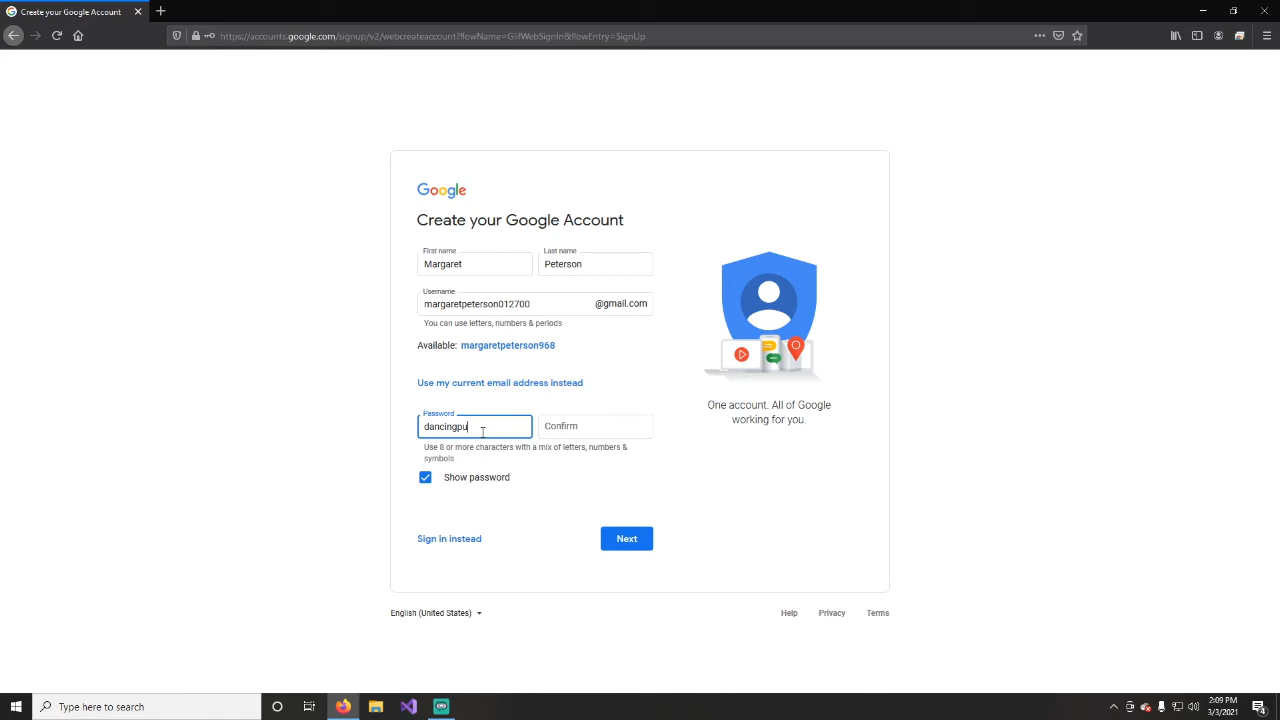 Create your Google Account
https://accounts.google.com/signup/v2/webcreateaccount?flowName=GlifWebSignIn&flowEntry=SignUp
Google
Create your Google Account
First name
Last name
Margaret
Peterson
Username
margaretpeterson012700
@gmail.com
You can use letters, numbers & periods
Available: margaretpeterson968
Use my current email address instead
Password
dancingpu
Confirm
Use 8 or more characters with a mix of letters, numbers &
symbols
Show password
Sign in instead
Next
One account. All of Google
working for you.
English (United States)
Help
Privacy
Terms
Type here to search
2:09 PM
3/3/2021